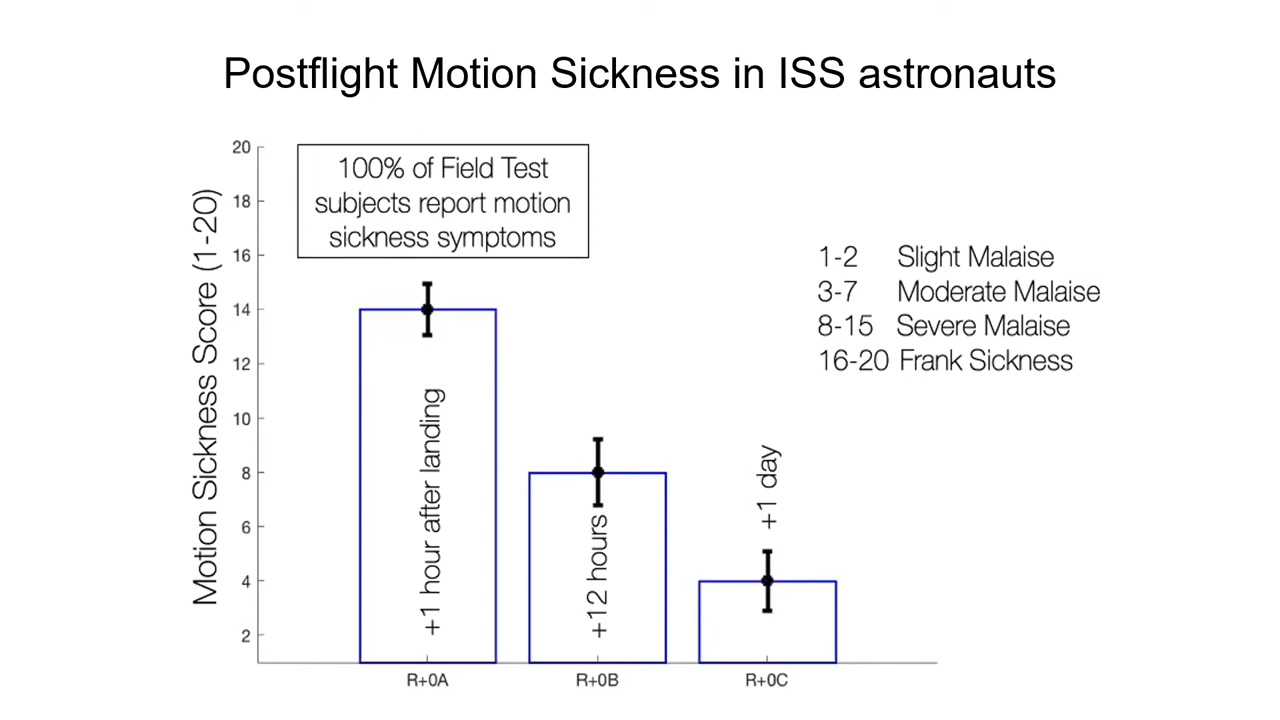 Postflight Motion Sickness in ISS astronauts
100% of Field Test
subjects report motion
sickness symptoms
Motion Sickness Score (1-20)
20
18
16
14
12
10
8
6
4
2
+1 hour after landing
+12 hours
+1 day
R+0A
R+0B
R+0C
1-2 Slight Malaise
3-7 Moderate Malaise
8-15 Severe Malaise
16-20 Frank Sickness